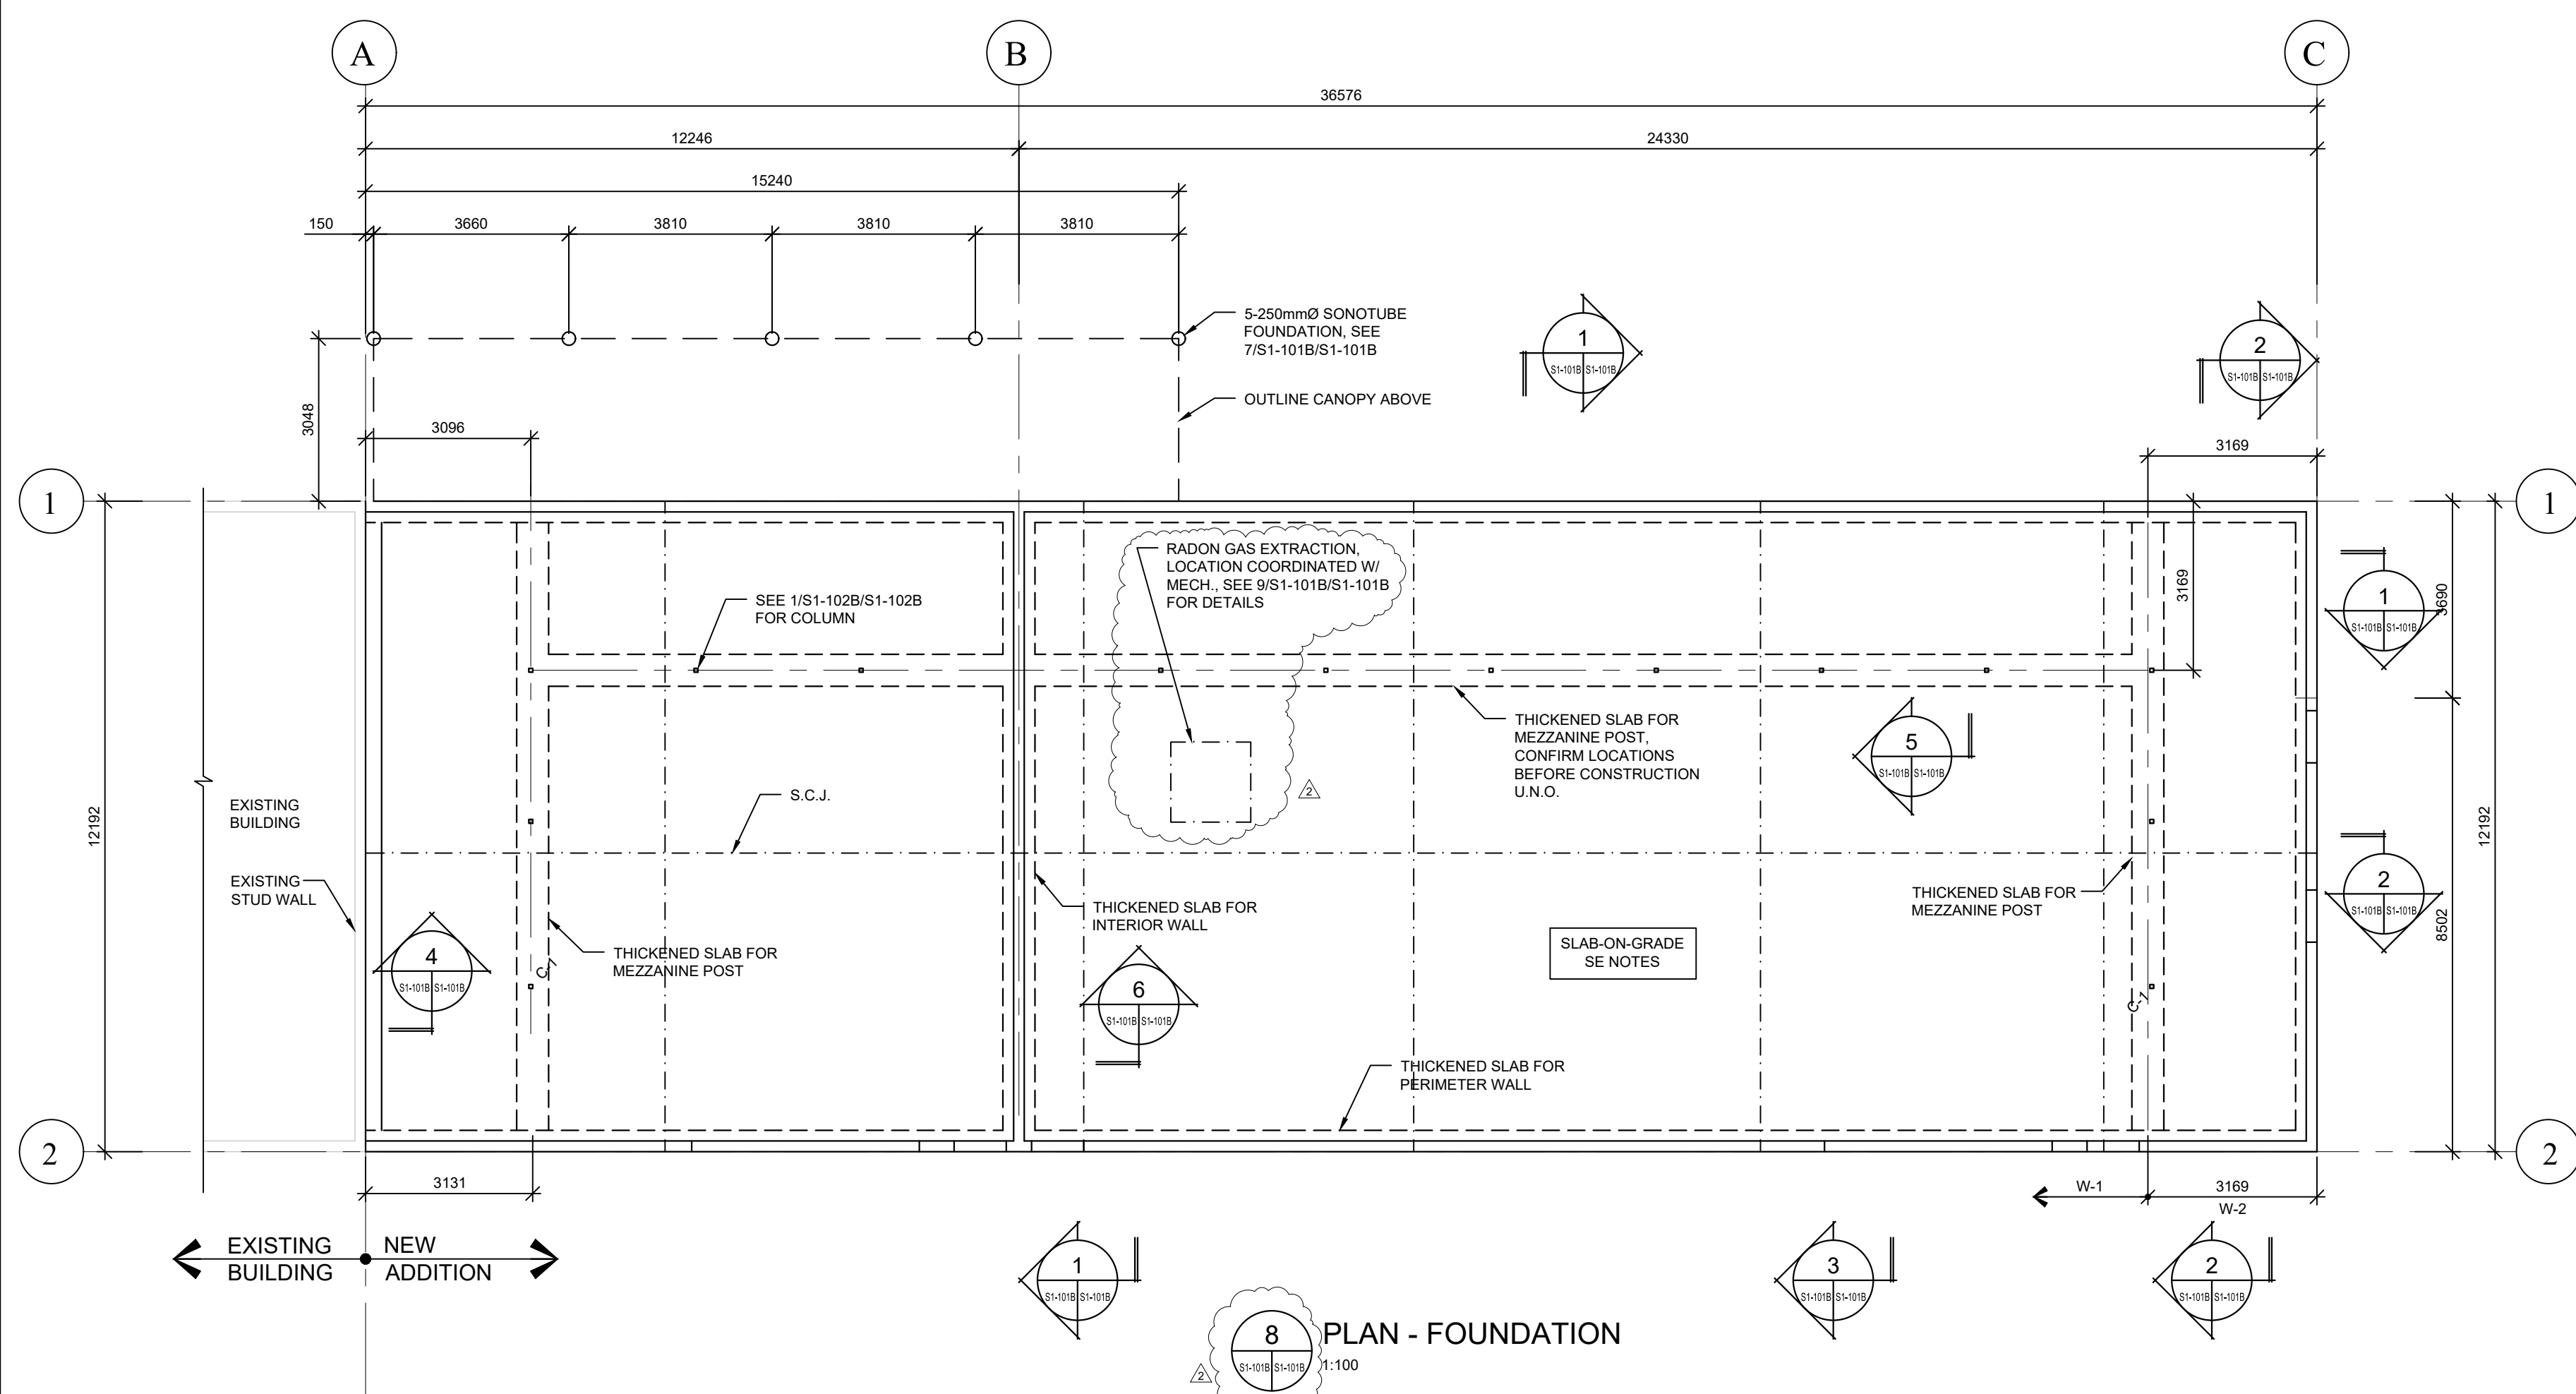 A
B
C
36576
12246
24330
15240
150
3660
3810
3810
3810
5-250mmØ SONOTUBE
FOUNDATION, SEE
7/S1-101B/S1-101B
1
S1-101B
S1-101B
2
S1-101B
S1-101B
OUTLINE CANOPY ABOVE
3048
3096
3169
1
1
RADON GAS EXTRACTION,
LOCATION COORDINATED W/
MECH., SEE 9/S1-101B/S1-101B
FOR DETAILS
SEE 1/S1-102B/S1-102B
FOR COLUMN
3169
1
S1-101B
S1-101B
3690
THICKENED SLAB FOR
MEZZANINE POST,
CONFIRM LOCATIONS
BEFORE CONSTRUCTION
U.N.O.
5
S1-101B
S1-101B
2
S.C.J.
EXISTING
BUILDING
12192
12192
EXISTING
STUD WALL
THICKENED SLAB FOR
INTERIOR WALL
THICKENED SLAB FOR
MEZZANINE POST
2
S1-101B
S1-101B
8502
SLAB-ON-GRADE
SE NOTES
4
S1-101B
S1-101B
C-1
THICKENED SLAB FOR
MEZZANINE POST
6
S1-101B
S1-101B
C-1
THICKENED SLAB FOR
PERIMETER WALL
2
2
3131
W-1
3169
W-2
EXISTING
BUILDING
NEW
ADDITION
1
S1-101B
S1-101B
3
S1-101B
S1-101B
2
S1-101B
S1-101B
8
S1-101B
S1-101B
PLAN - FOUNDATION
1:100
2